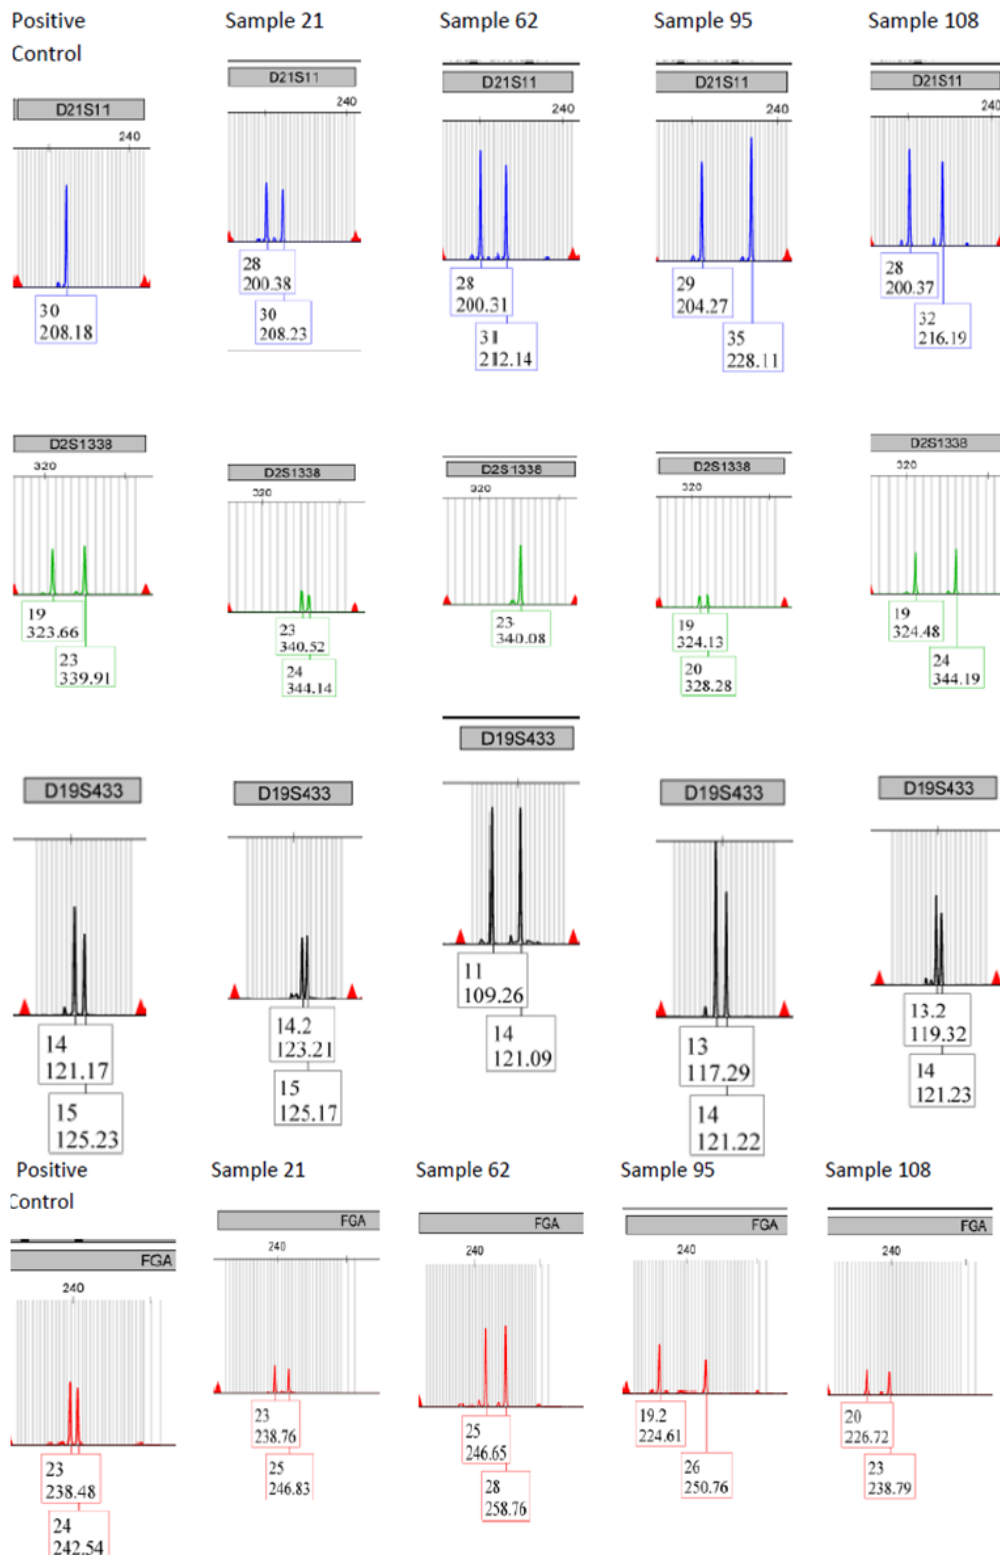 Positive
Control
Sample 21
Sample 62
Sample 95
Sample 108
D21S11
240
30
208.18
D21S11
240
28
200.38
30
208.23
D21S11
240
28
200.31
31
212.14
D21S11
240
29
204.27
35
228.11
D21S11
240
28
200.37
32
216.19
D2S1338
320
19
323.66
23
339.91
D2S1338
320
23
340.52
24
344.14
D2S1338
320
23
340.08
D2S1338
320
19
324.13
20
328.28
D2S1338
320
19
324.48
24
344.19
D19S433
14
121.17
15
125.23
D19S433
14.2
123.21
15
125.17
D19S433
11
109.26
14
121.09
D19S433
13
117.29
14
121.22
D19S433
13.2
119.32
14
121.23
Positive
Control
Sample 21
Sample 62
Sample 95
Sample 108
FGA
240
23
238.48
24
242.54
FGA
240
23
238.76
25
246.83
FGA
240
25
246.65
28
258.76
FGA
240
19.2
224.61
26
250.76
FGA
240
20
226.72
23
238.79